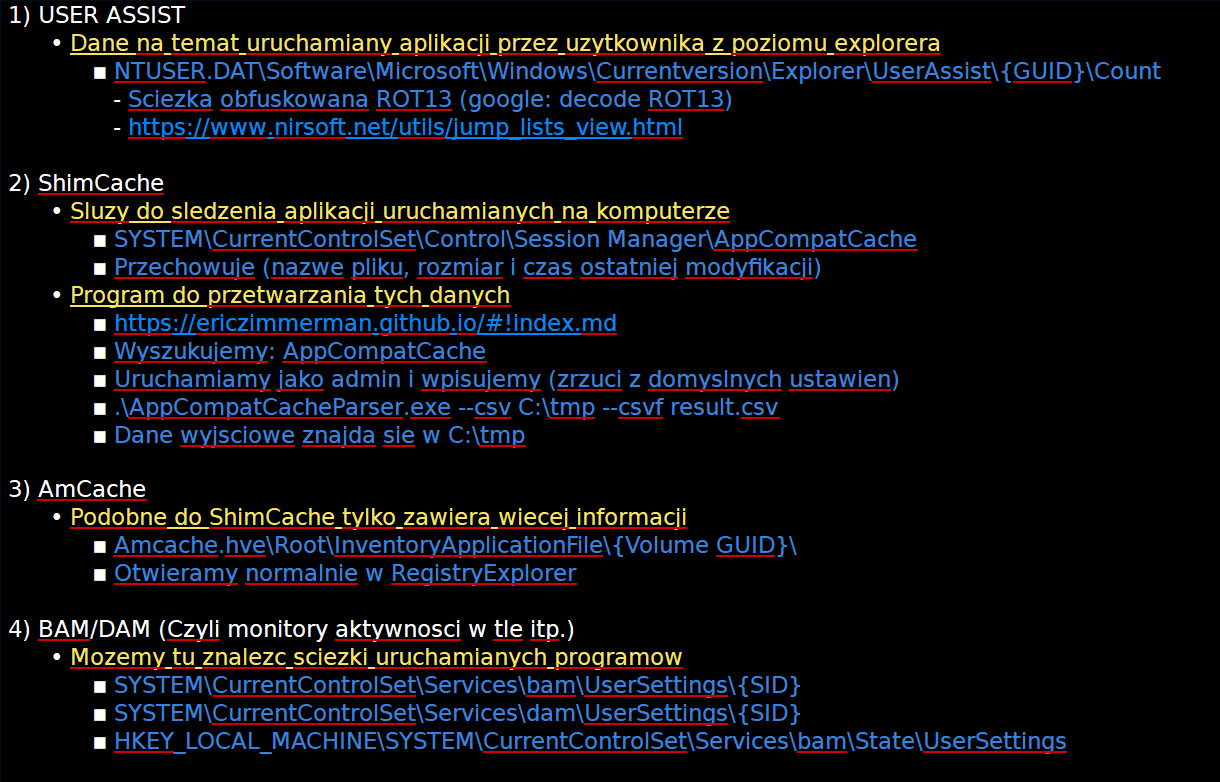 1) USER ASSIST
• Dane na temat uruchamiany aplikacji przez uzytkownika z poziomu explorera
■ NTUSER.DAT\Software\Microsoft\Windows\Currentversion\Explorer\UserAssist\{GUID}\Count
- Sciezka obfuskowana ROT13 (google: decode ROT13)
- https://www.nirsoft.net/utils/jump_lists_view.html
2) ShimCache
• Sluzy do sledzenia aplikacji uruchamianych na komputerze
■ SYSTEM\CurrentControlSet\Control\Session Manager\AppCompatCache
■ Przechowuje (nazwe pliku, rozmiar i czas ostatniej modyfikacji)
• Program do przetwarzania tych danych
■ https://ericzimmerman.github.io/#!index.md
■ Wyszukujemy: AppCompatCache
■ Uruchamiamy jako admin i wpisujemy (zrzuci z domyslnych ustawien)
■ .\AppCompatCacheParser.exe --csv C:\tmp --csvf result.csv
■ Dane wyjsciowe znajda sie w C:\tmp
3) AmCache
• Podobne do ShimCache tylko zawiera wiecej informacji
■ Amcache.hve\Root\InventoryApplicationFile\{Volume GUID}\
■ Otwieramy normalnie w RegistryExplorer
4) BAM/DAM (Czyli monitory aktywnosci w tle itp.)
• Mozemy tu znalezc sciezki uruchamianych programow
■ SYSTEM\CurrentControlSet\Services\bam\UserSettings\{SID}
■ SYSTEM\CurrentControlSet\Services\dam\UserSettings\{SID}
■ HKEY_LOCAL_MACHINE\SYSTEM\CurrentControlSet\Services\bam\State\UserSettings